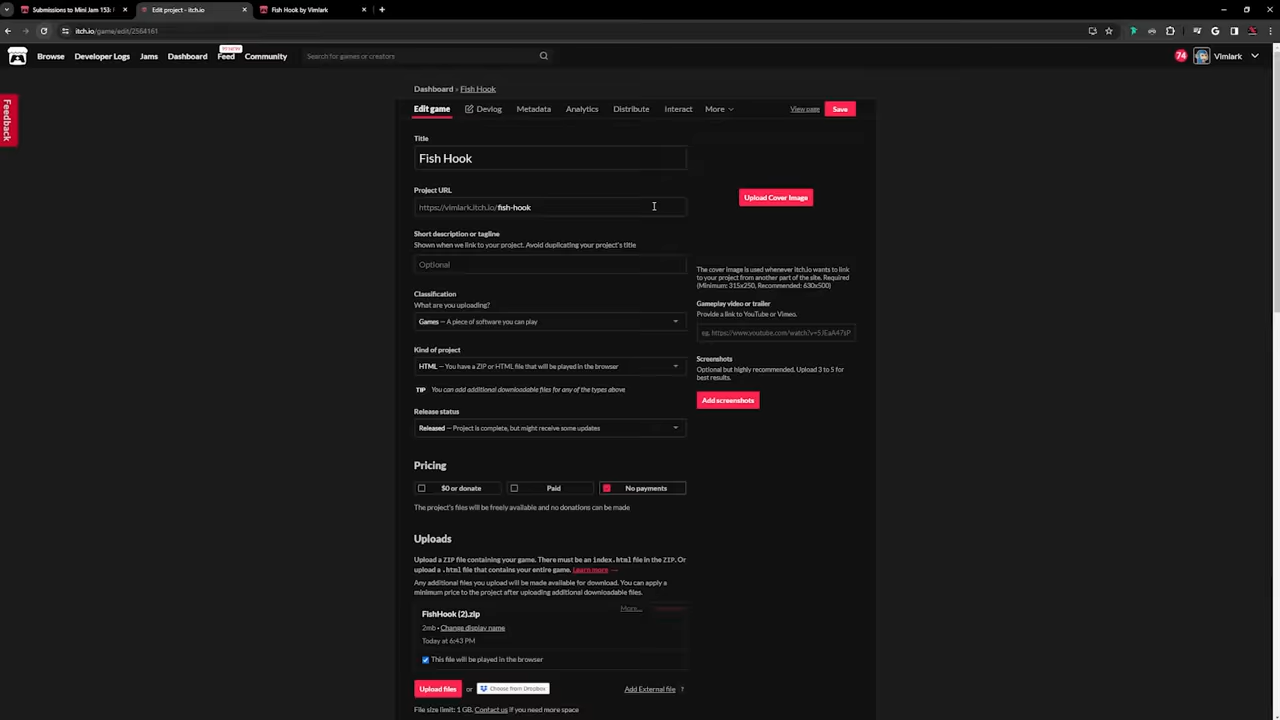 Submissions to Mini Jam 153:
Edit project - itch.io
Fish Hook by Vimlark
itch.io/game/edit/2564161
Browse
Developer Logs
Jams
Dashboard
Feed
Community
Search for games or creators
74
Vimlark
Feedback
Dashboard » Fish Hook
Edit game
Devlog
Metadata
Analytics
Distribute
Interact
More
View page
Save
Title
Fish Hook
Project URL
https://vimlark.itch.io/fish-hook
Short description or tagline
Shown when we link to your project. Avoid duplicating your project's title
Optional
Classification
What are you uploading?
Games — A piece of software you can play
Kind of project
HTML — You have a ZIP or HTML file that will be played in the browser
TIP You can add additional downloadable files for any of the types above
Release status
Released — Project is complete, but might receive some updates
Upload Cover Image
The cover image is used whenever itch.io wants to link
to your project from another part of the site. Required
(Minimum: 315x250, Recommended: 630x500)
Gameplay video or trailer
Provide a link to YouTube or Vimeo.
Screenshots
Optional but highly recommended. Upload 3 to 5 for
best results.
Add screenshots
Pricing
$0 or donate
Paid
No payments
The project's files will be freely available and no donations can be made
Uploads
Upload a ZIP file containing your game. There must be an index.html file in the ZIP. Or
upload a .html file that contains your entire game. Learn more →
Any additional files you upload will be made available for download. You can apply a
minimum price to the project after uploading additional downloadable files.
More...
FishHook (2).zip
2mb • Change display name
Today at 6:43 PM
This file will be played in the browser
Upload files or Choose from Dropbox
Add External file ?
File size limit: 1 GB. Contact us if you need more space